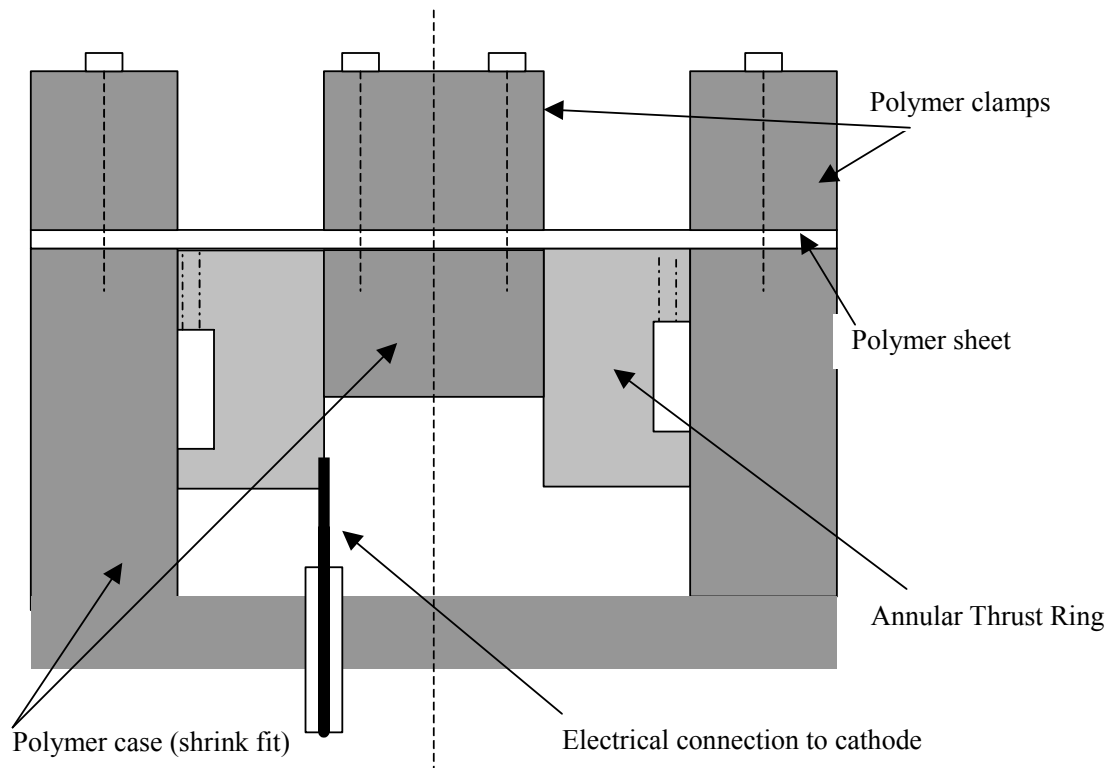 Polymer clamps
Polymer sheet
Annular Thrust Ring
Polymer case (shrink fit)
Electrical connection to cathode